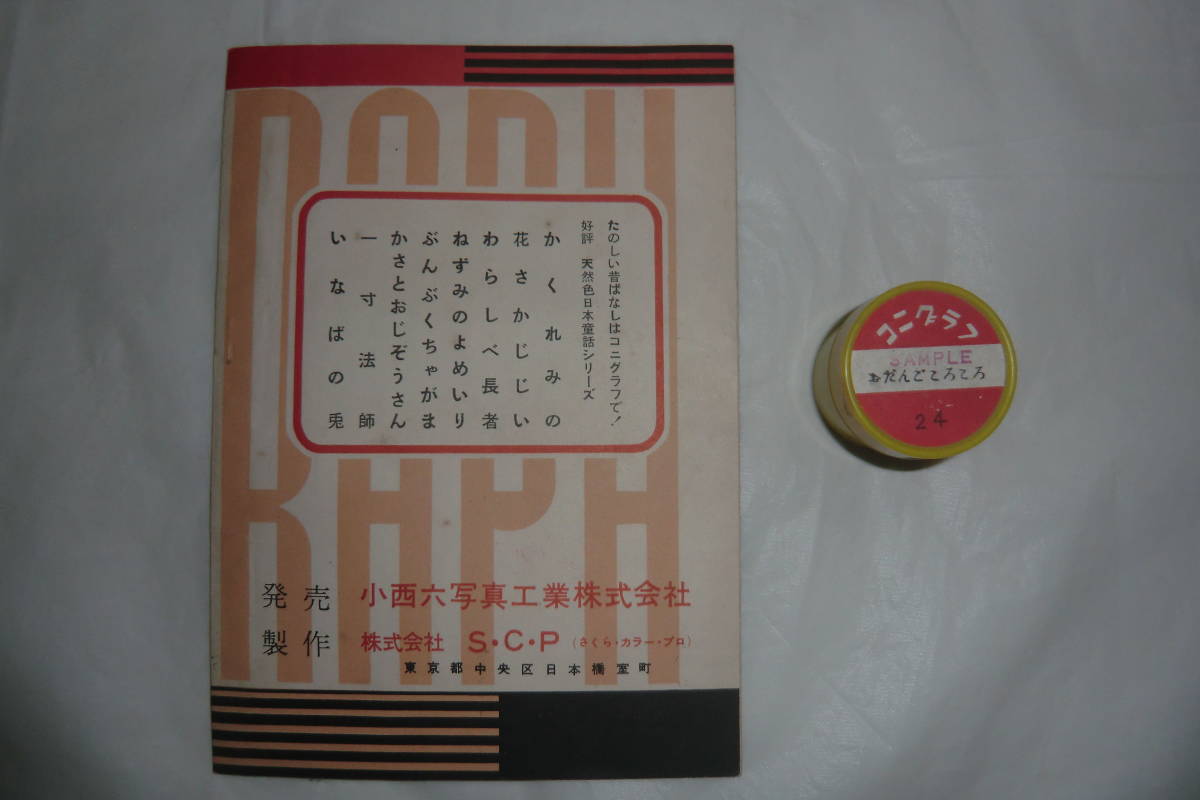 たのしい昔ばなしはコニグラフで!
好評 天然色日本童話シリーズ
かくれみの
花さかじじい
わらしべ長者
ねずみのよめいり
ぶんぶくちゃがま
かさとおじぞうさん
一寸法師
いなばの兎
RAPH
発売 小西六写真工業株式会社
製作 株式会社 S・C・P (さくら・カラー・プロ)
東京都中央区日本橋室町
コニグラフ
SAMPLE
おだんごころころ
24